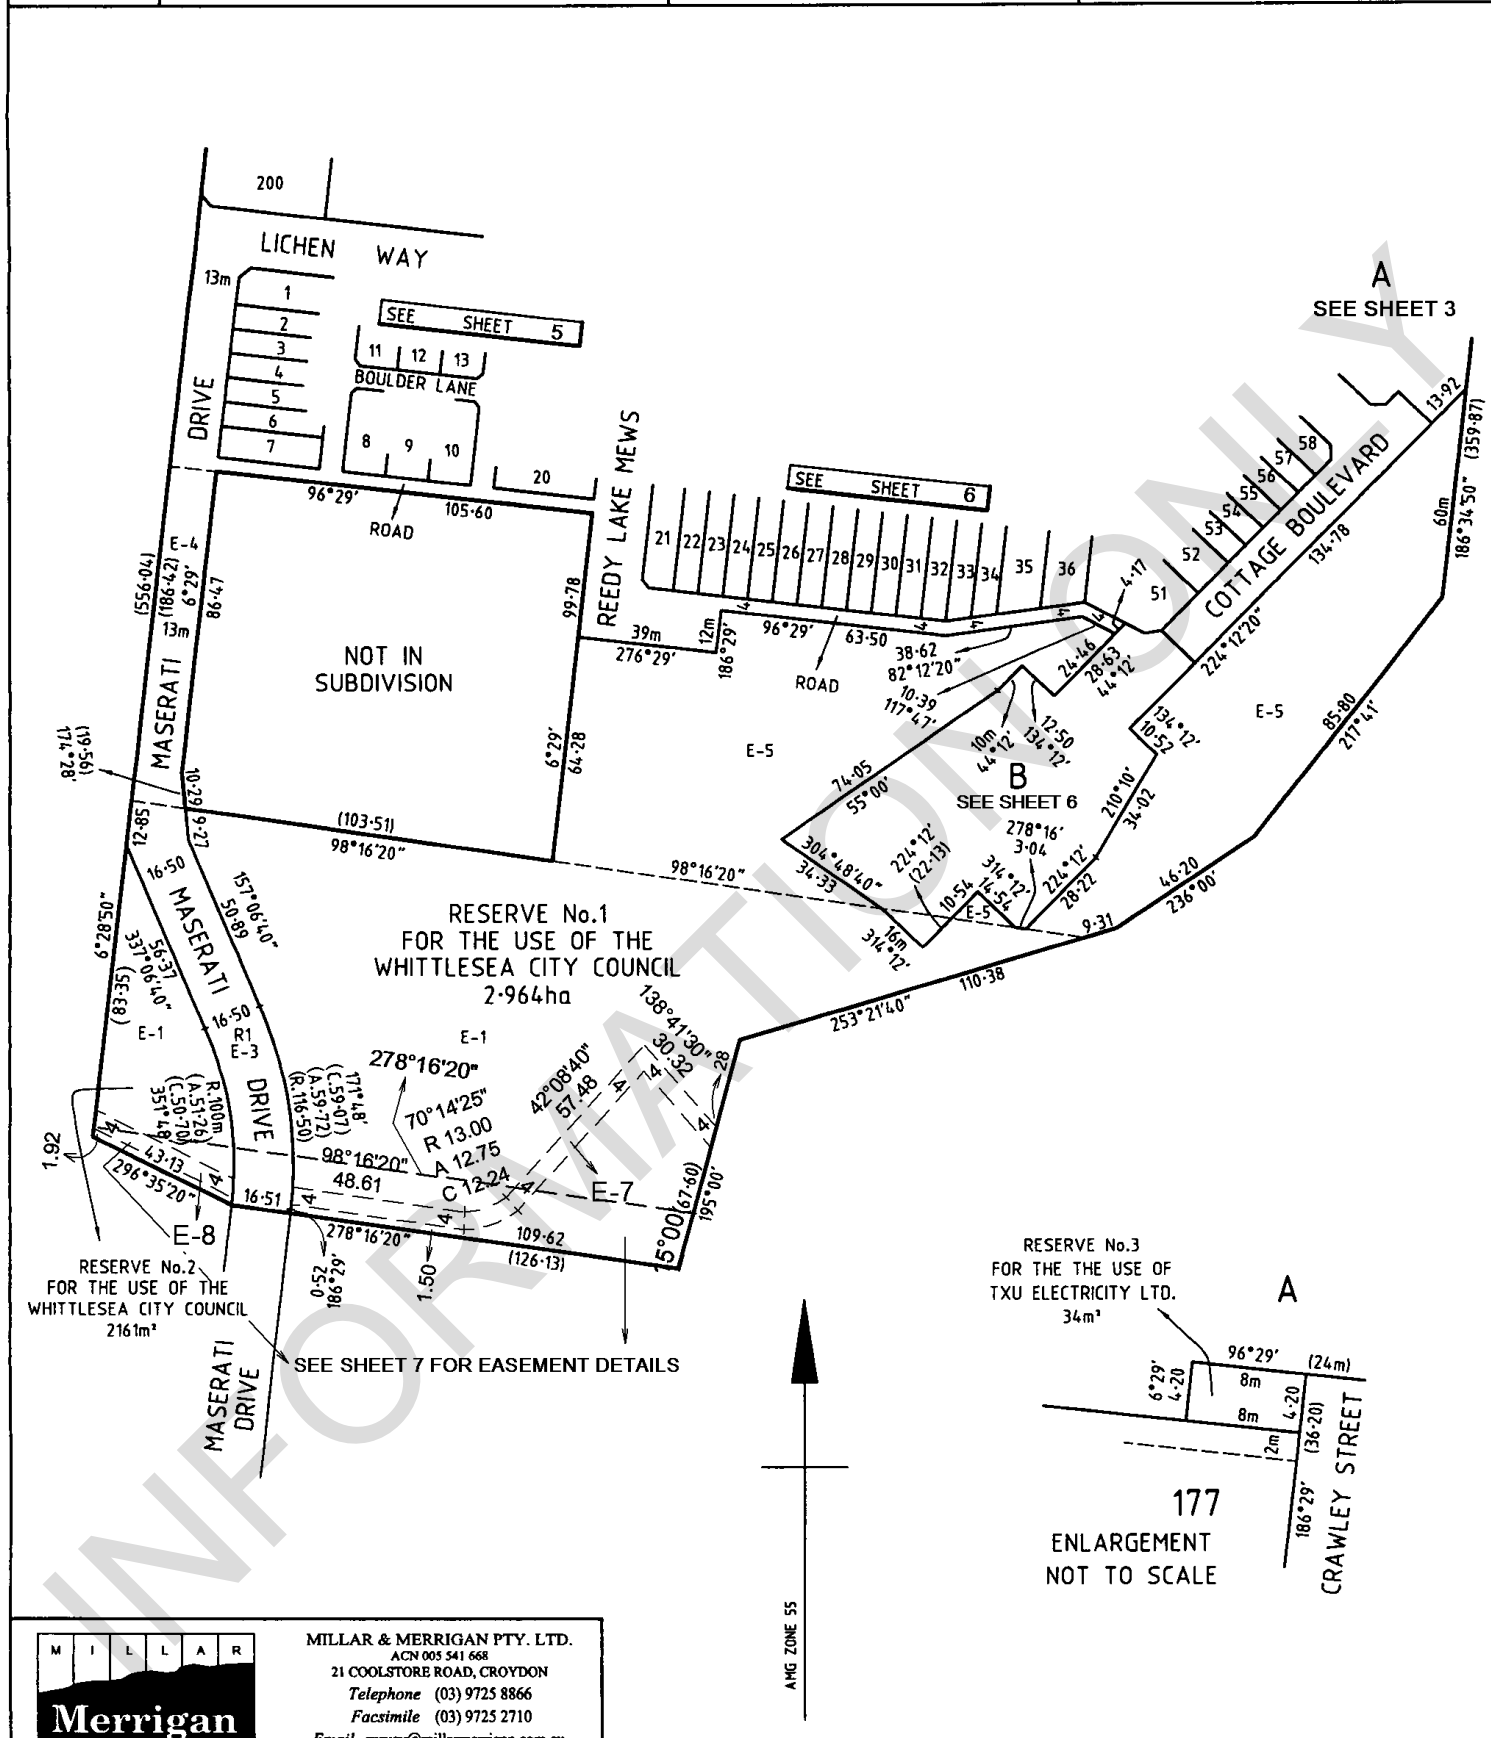 200
LICHEN WAY
13m
1
2
3
4
5
6
7
SEE SHEET 5
11 12 13
BOULDER LANE
8 9 10
20
DRIVE
96°29'
105·60
ROAD
REEDY LAKE MEWS
A
SEE SHEET 3
13·92
(359·87)
60m
186°34'50"
SEE SHEET 6
21 22 23 24 25 26 27 28 29 30 31 32 33 34 35 36
51 52 53 54 55 56 57 58
COTTAGE BOULEVARD
134·78
224°12'20"
4·17
4
4
4
4
4
E-4
(556·04)
(186·42)
6°29'
86·47
13m
MASERATI
NOT IN
SUBDIVISION
99·78
39m
276°29'
12m
186°29'
96°29'
63·50
ROAD
38·62
82°12'20"
10·39
117°47'
24·46
28·63
44°12'
12·50
134°12'
10m
44°12'
134°12'
10·52
E-5
85·80
217°41'
6°29'
64·28
E-5
74·05
55°00'
B
SEE SHEET 6
210°10'
34·02
(19·56)
174°28'
10·29
9·27
12·85
(103·51)
98°16'20"
98°16'20"
304°48'40"
34·33
224°12'
(22·13)
278°16'
3·04
314°12'
14·54
10·54
E-5
224°12'
28·22
16m
314°12'
46·20
236°00'
9·31
110·38
253°21'40"
16·50
MASERATI
157°06'40"
50·89
6°28'50"
(83·35)
56·37
337°06'40"
16·50
R1
E-3
E-1
DRIVE
RESERVE No.1
FOR THE USE OF THE
WHITTLESEA CITY COUNCIL
2·964ha
E-1
278°16'20"
70°14'25"
R 13.00
A 12.75
C 12.24
42°08'40"
57.48
138°41'30"
30.32
28
4
4
4
4
R.100m
(A.51·26)
(C.50·70)
351°48'
171°48'
(C.59·07)
(A.59·72)
(R.116·50)
98°16'20"
48.61
1.92
4
43·13
296°35'20"
4
E-8
16·51
4
278°16'20"
4
109·62
(126·13)
E-7
(67·60)
195°00'
15°00'
0·52
186°29'
1.50
RESERVE No.2
FOR THE USE OF THE
WHITTLESEA CITY COUNCIL
2161m²
SEE SHEET 7 FOR EASEMENT DETAILS
MASERATI
DRIVE
RESERVE No.3
FOR THE THE USE OF
TXU ELECTRICITY LTD.
34m²
A
96°29'
(24m)
8m
6°29'
4·20
8m
4·20
(36·20)
2m
186°29'
CRAWLEY STREET
177
ENLARGEMENT
NOT TO SCALE
AMG ZONE 55
INFORMATION ONLY
MILLAR
Merrigan
MILLAR & MERRIGAN PTY. LTD.
ACN 005 541 668
21 COOLSTORE ROAD, CROYDON
Telephone (03) 9725 8866
Facsimile (03) 9725 2710